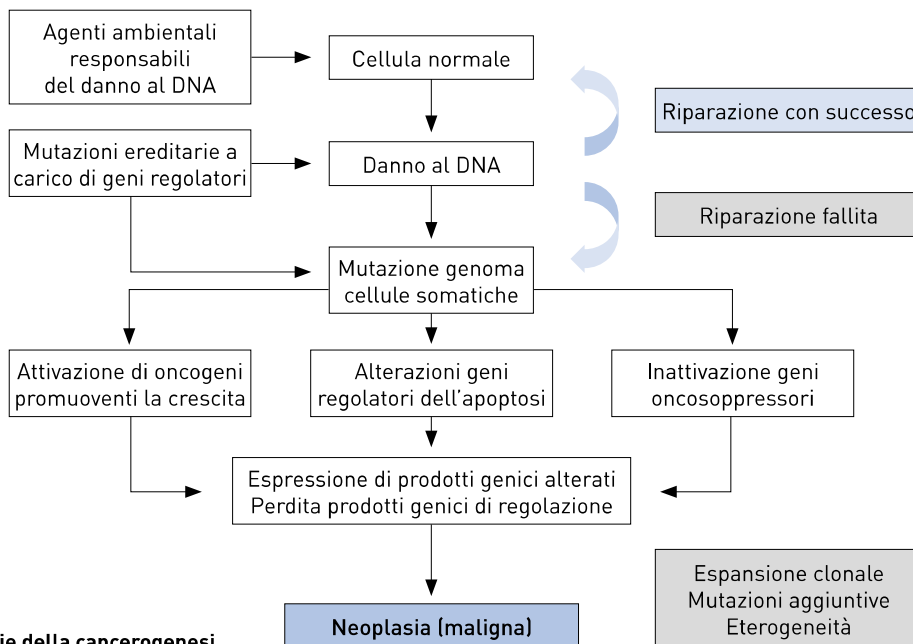 Agenti ambientali
responsabili
del danno al DNA
Cellula normale
Riparazione con successo
Mutazioni ereditarie a
carico di geni regolatori
Danno al DNA
Riparazione fallita
Mutazione genoma
cellule somatiche
Attivazione di oncogeni
promuoventi la crescita
Alterazioni geni
regolatori dell'apoptosi
Inattivazione geni
oncosoppressori
Espressione di prodotti genici alterati
Perdita prodotti genici di regolazione
Espansione clonale
Mutazioni aggiuntive
Eterogeneità
Neoplasia (maligna)
della cancerogenesi